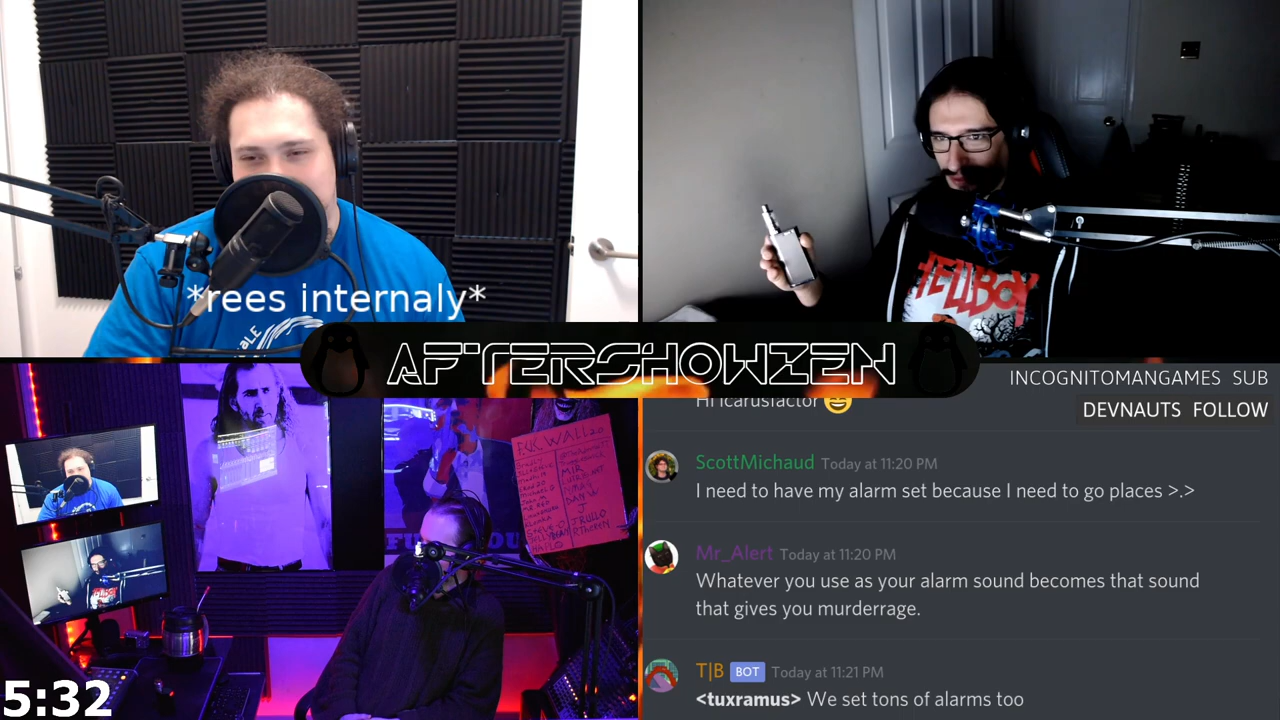 *rees internaly*
AFTERSHOWZEN
INCOGNITOMANGAMES SUB
DEVNAUTS FOLLOW
Hi icarusfactor
ScottMichaud Today at 11:20 PM
I need to have my alarm set because I need to go places >.>
Mr_Alert Today at 11:20 PM
Whatever you use as your alarm sound becomes that sound
that gives you murderrage.
T|B BOT Today at 11:21 PM
<tuxramus> We set tons of alarms too
HELLBOY
5:32